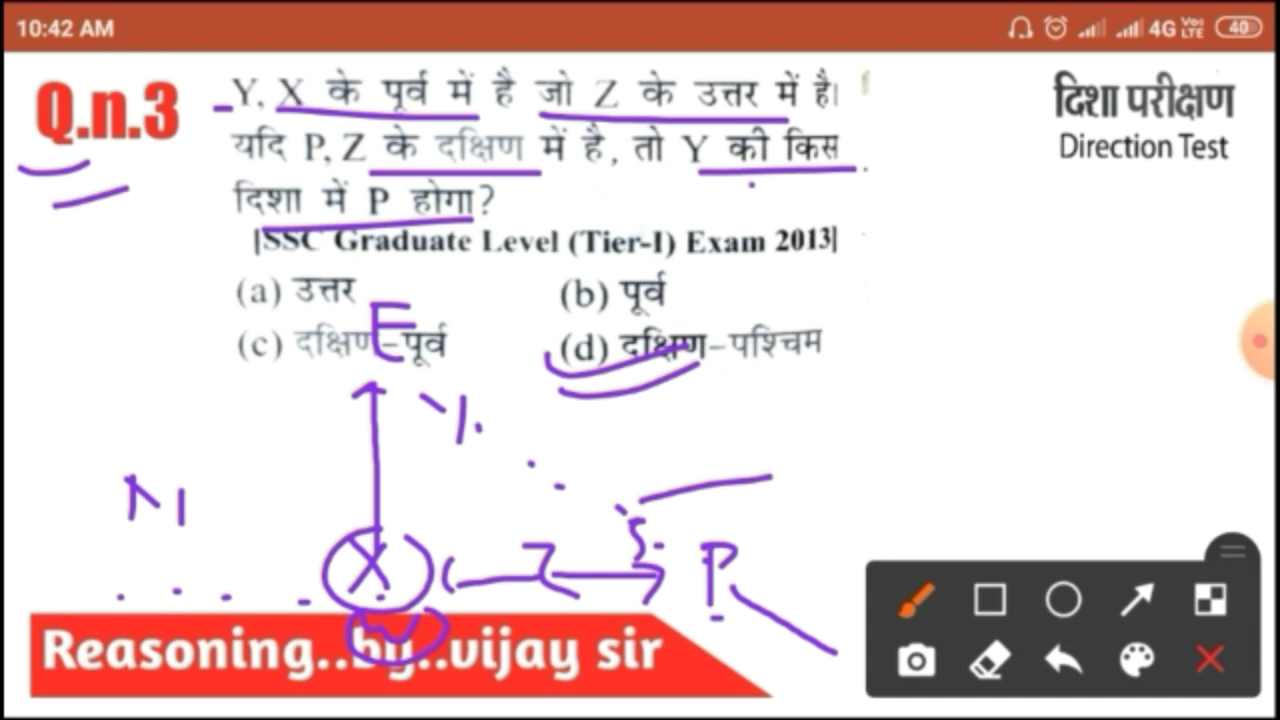 10:42 AM
4G VoLTE 40
Q.n.3
Y, X के पूर्व में है जो Z के उत्तर में है।
यदि P, Z के दक्षिण में है, तो Y की किस
दिशा में P होगा?
[SSC Graduate Level (Tier-I) Exam 2013]
(a) उत्तर
(b) पूर्व
(c) दक्षिण-पूर्व
(d) दक्षिण-पश्चिम
दिशा परीक्षण
Direction Test
E
Y
N
X
Z
S
P
W
Reasoning..by..vijay sir